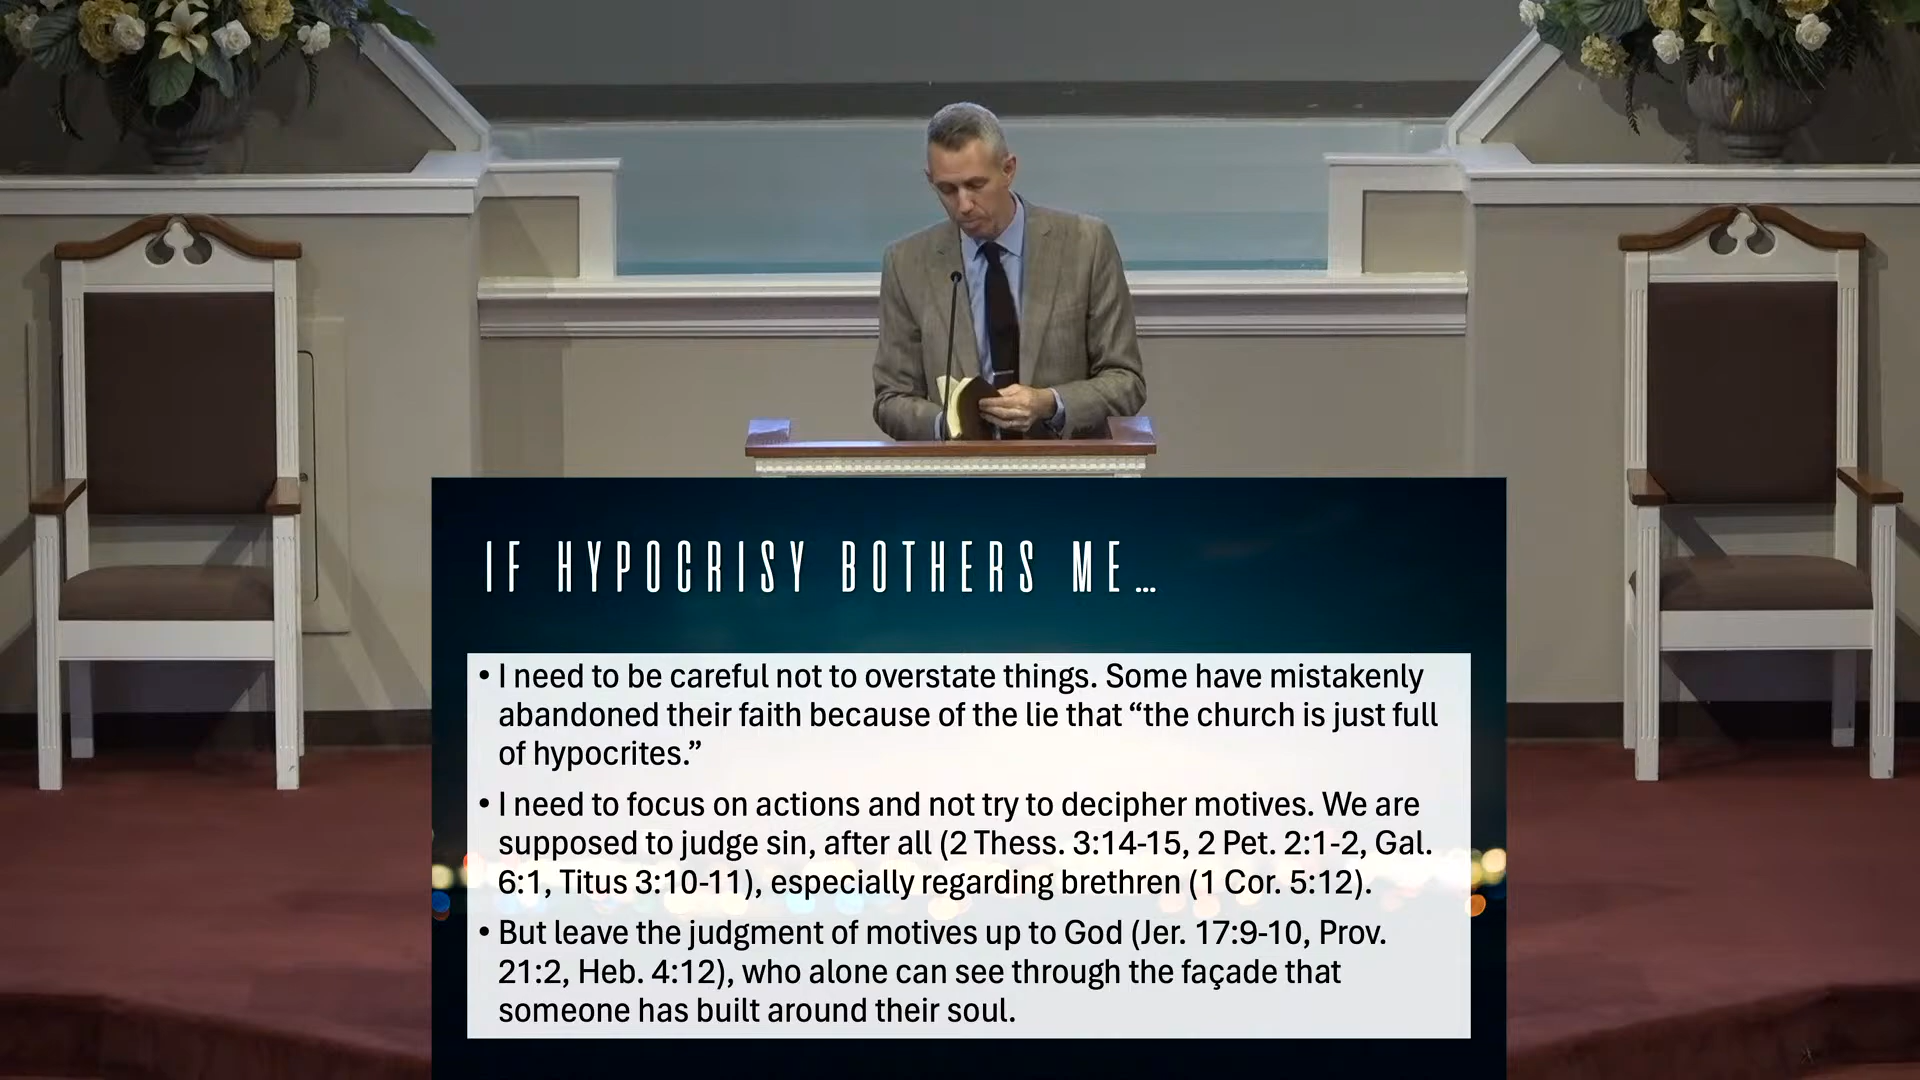 IF HYPOCRISY BOTHERS ME…
• I need to be careful not to overstate things. Some have mistakenly
abandoned their faith because of the lie that “the church is just full
of hypocrites.”
• I need to focus on actions and not try to decipher motives. We are
supposed to judge sin, after all (2 Thess. 3:14-15, 2 Pet. 2:1-2, Gal.
6:1, Titus 3:10-11), especially regarding brethren (1 Cor. 5:12).
• But leave the judgment of motives up to God (Jer. 17:9-10, Prov.
21:2, Heb. 4:12), who alone can see through the façade that
someone has built around their soul.